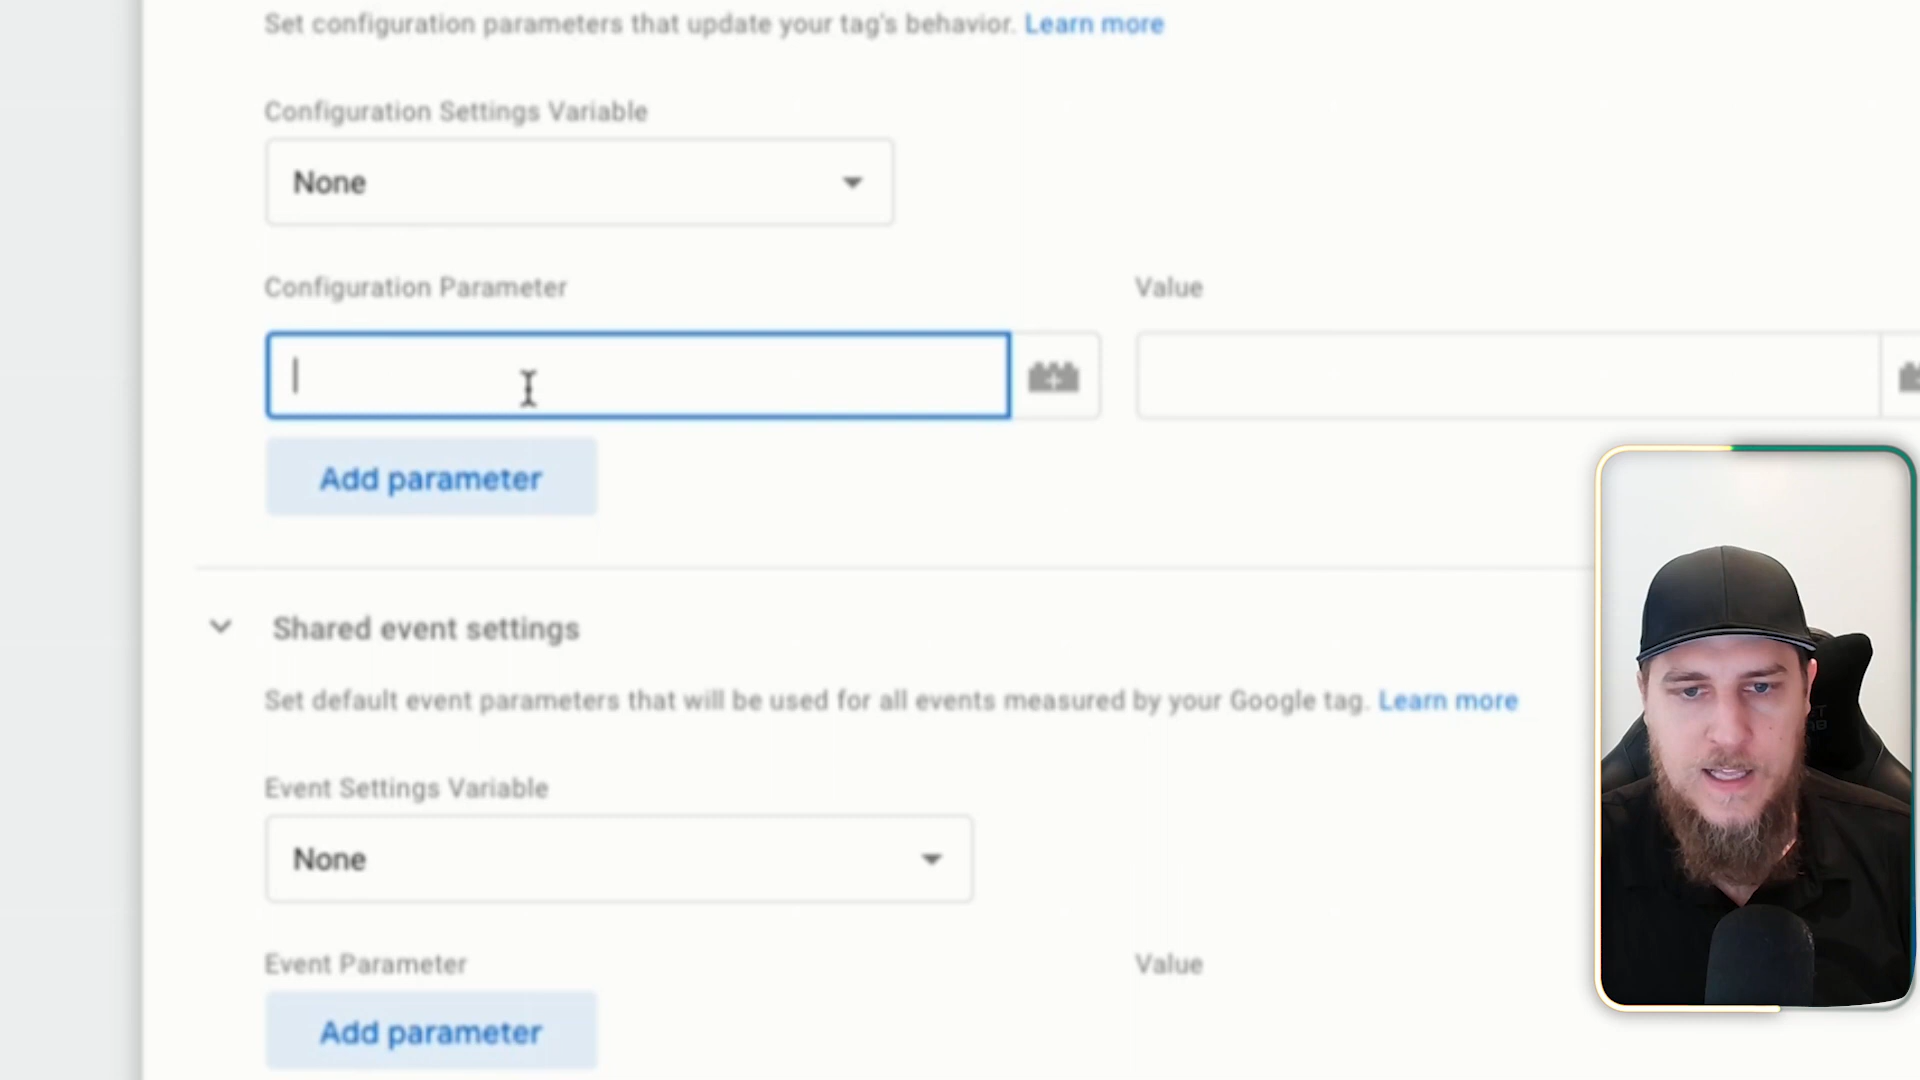 Set configuration parameters that update your tag's behavior. Learn more
Configuration Settings Variable
None
Configuration Parameter
Value
Add parameter
Shared event settings
Set default event parameters that will be used for all events measured by your Google tag. Learn more
Event Settings Variable
None
Event Parameter
Value
Add parameter